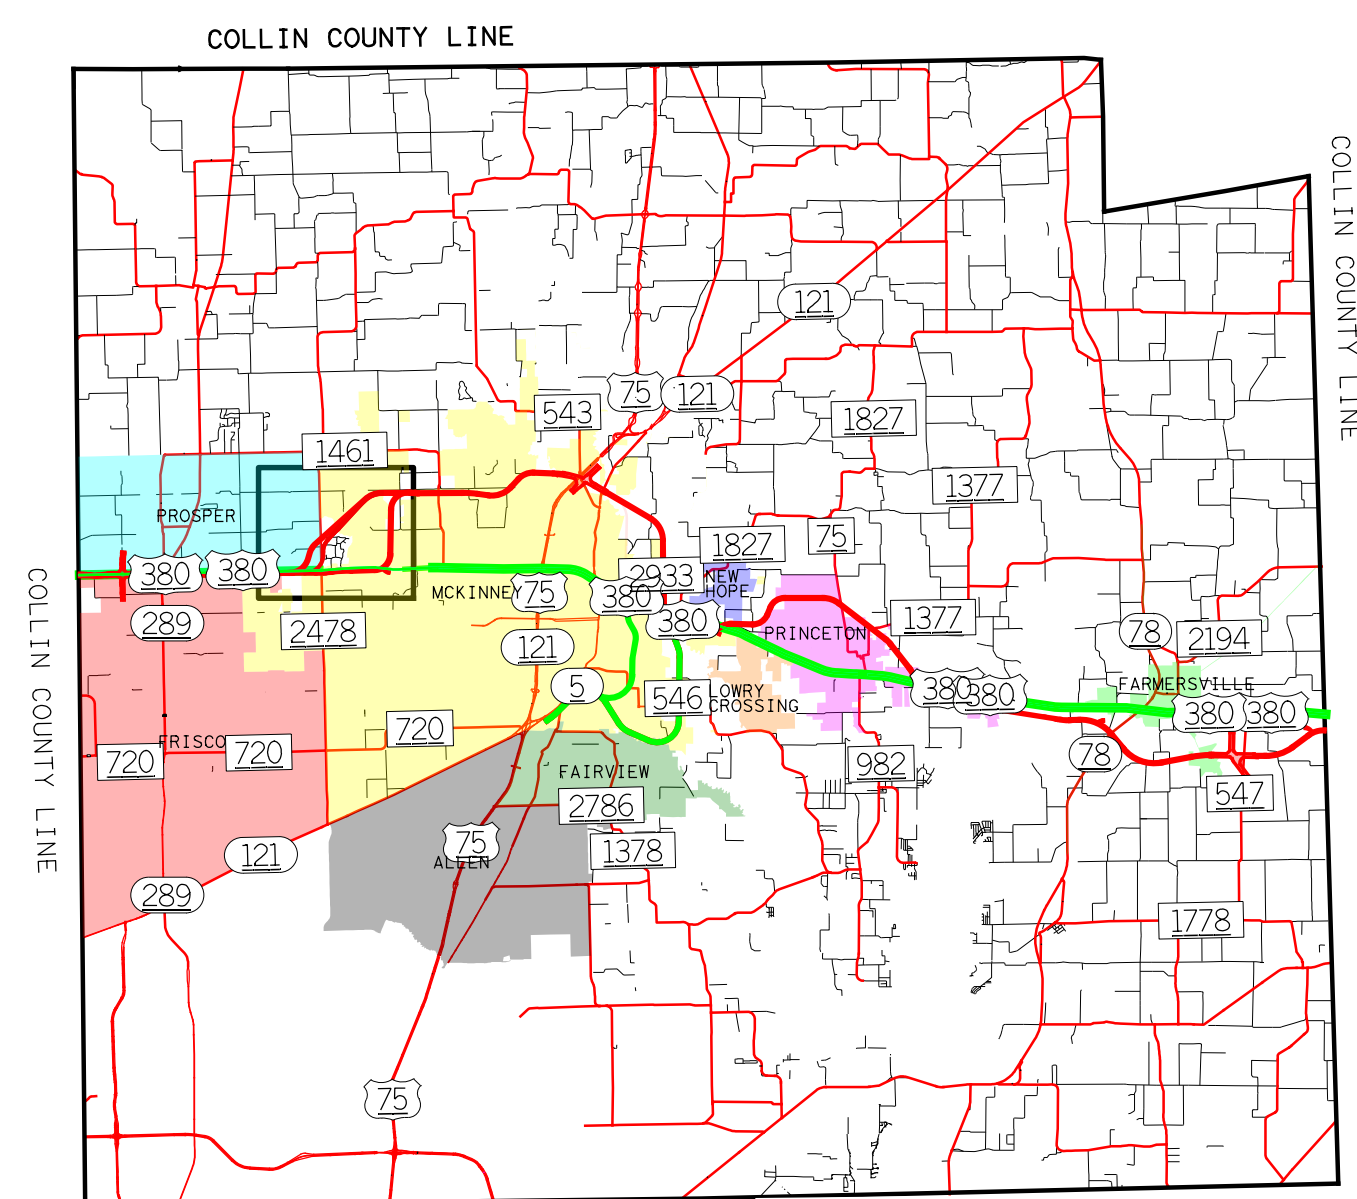 COLLIN COUNTY LINE
COLLIN COUNTY LINE
121
75
121
543
1827
1461
1377
PROSPER
1827
75
380
380
2933
NEW
HOPE
MCKINNEY
75
380
380
1377
289
2478
PRINCETON
78
2194
121
5
546
LOWRY
CROSSING
380
380
FARMERSVILLE
380
380
COLLIN COUNTY LINE
720
FRISCO
720
720
FAIRVIEW
982
78
547
2786
75
ALLEN
1378
121
289
1778
75